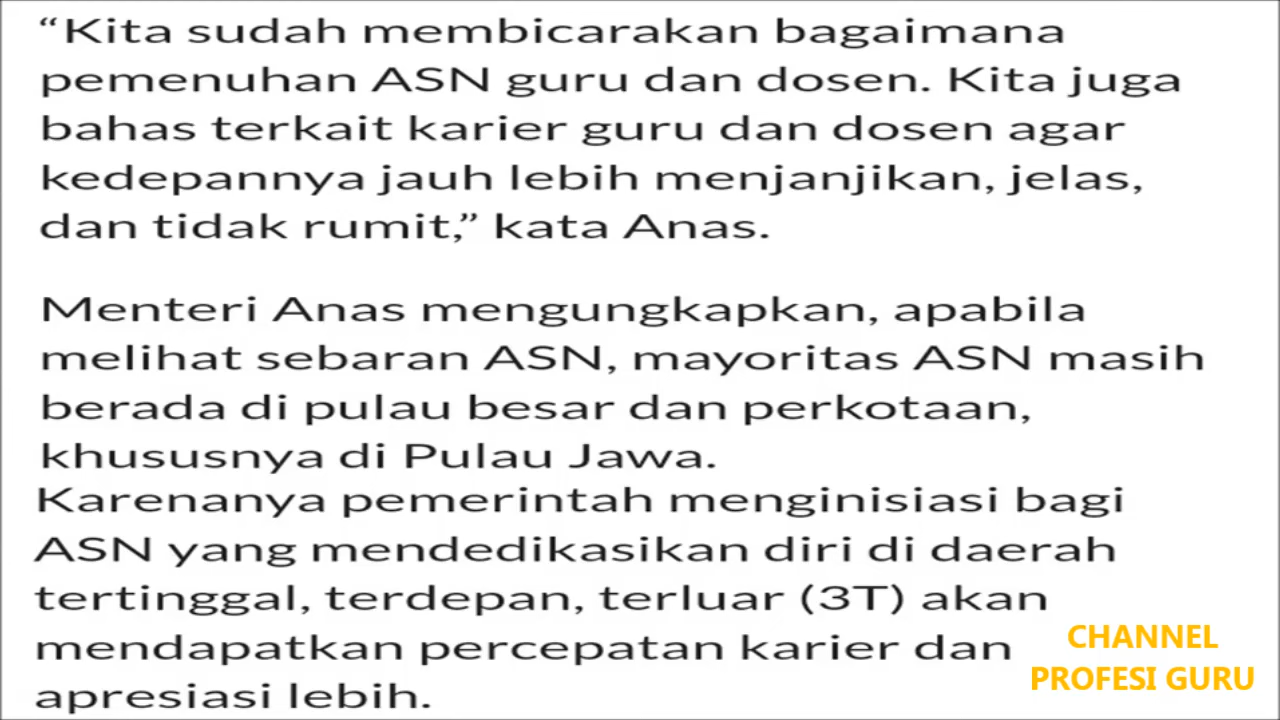 “Kita sudah membicarakan bagaimana
pemenuhan ASN guru dan dosen. Kita juga
bahas terkait karier guru dan dosen agar
kedepannya jauh lebih menjanjikan, jelas,
dan tidak rumit,” kata Anas.
Menteri Anas mengungkapkan, apabila
melihat sebaran ASN, mayoritas ASN masih
berada di pulau besar dan perkotaan,
khususnya di Pulau Jawa.
Karenanya pemerintah menginisiasi bagi
ASN yang mendedikasikan diri di daerah
tertinggal, terdepan, terluar (3T) akan
mendapatkan percepatan karier dan
apresiasi lebih.
CHANNEL
PROFESI GURU